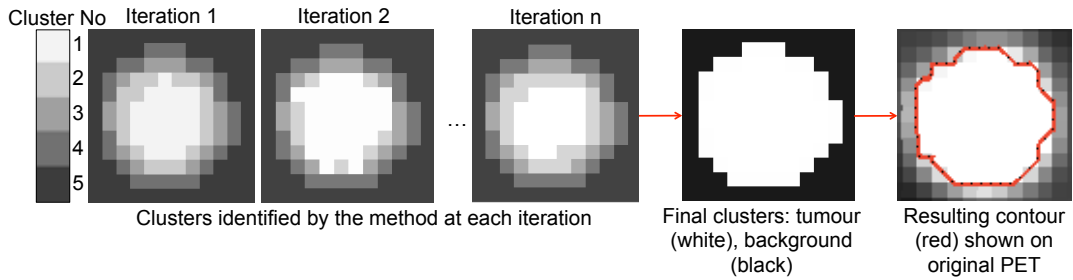 Cluster No
Iteration 1
Iteration 2
Iteration n
1
2
3
4
5
...
Clusters identified by the method at each iteration
Final clusters: tumour
(white), background
(black)
Resulting contour
(red) shown on
original PET